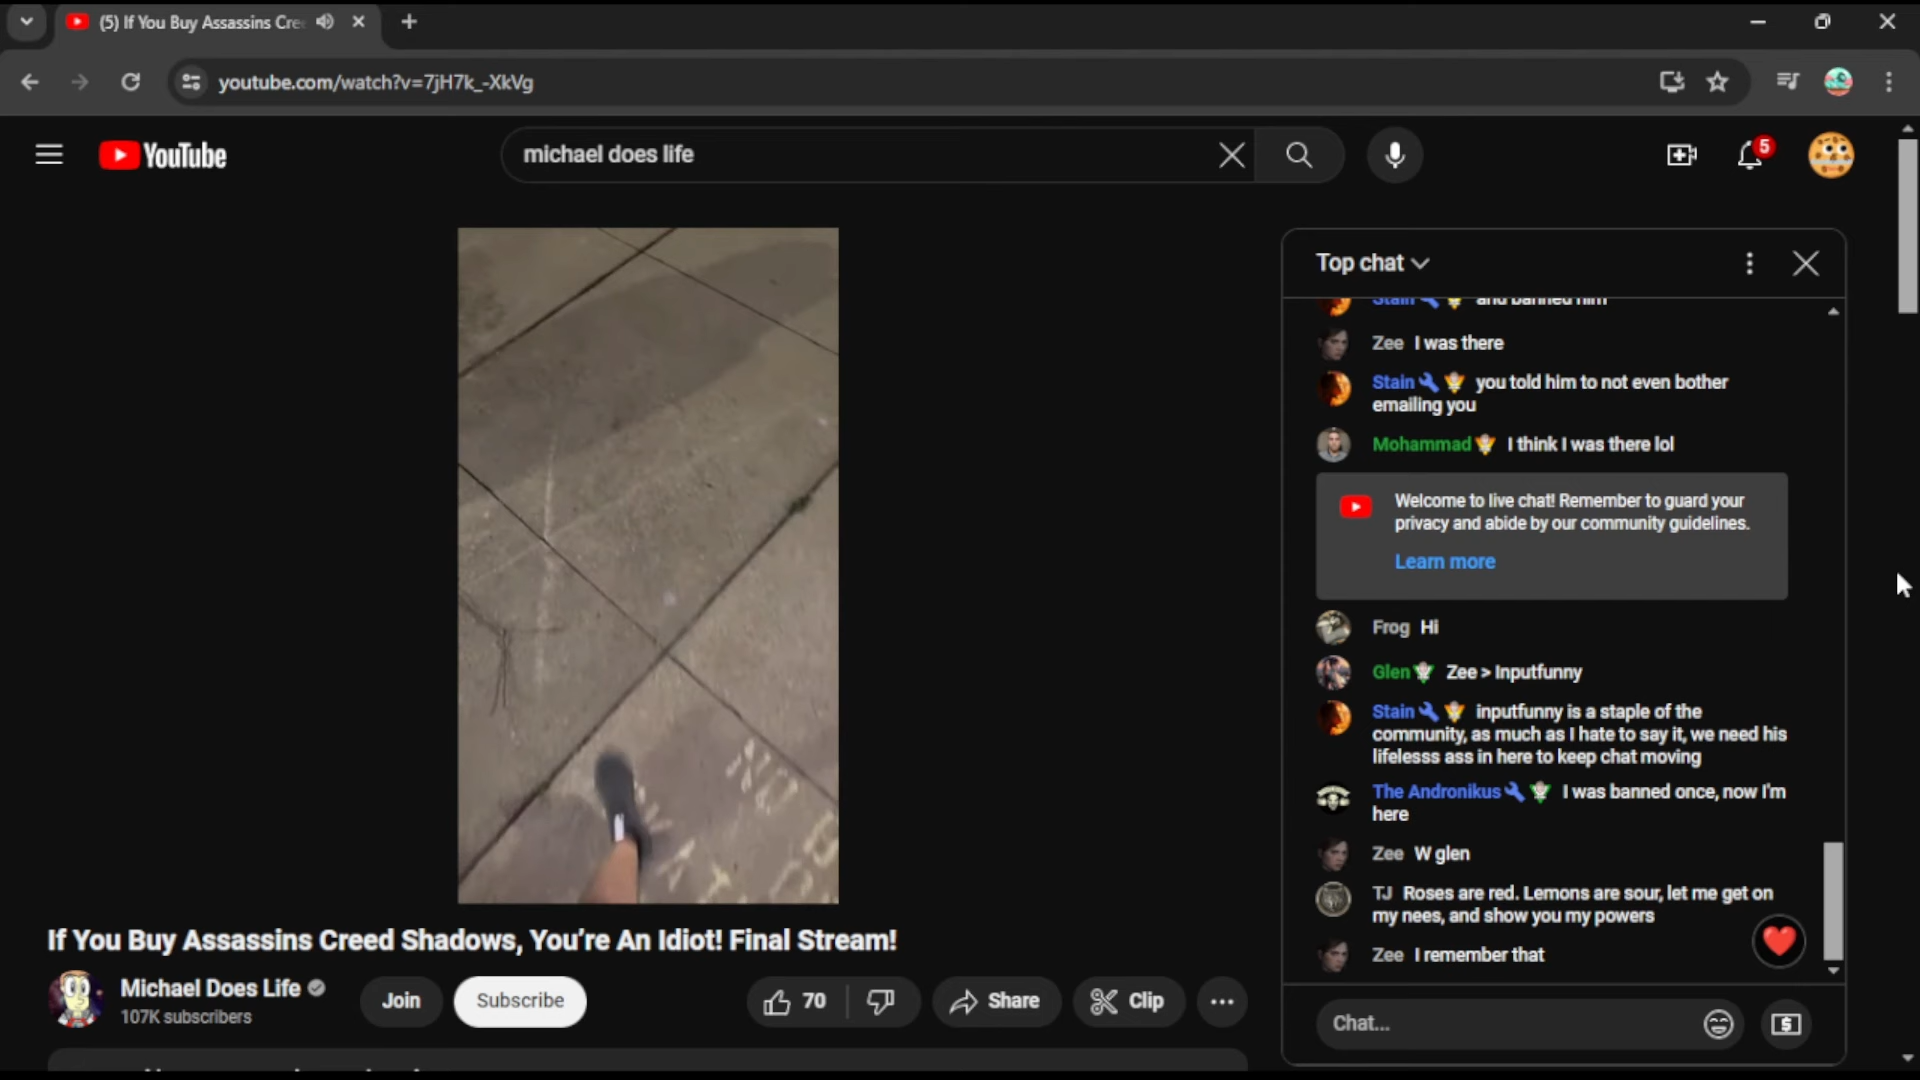 (5) If You Buy Assassins Cre
youtube.com/watch?v=7jH7k_-XkVg
YouTube
michael does life
5
Top chat
Stain and banned him
Zee I was there
Stain you told him to not even bother
emailing you
Mohammad I think I was there lol
Welcome to live chat! Remember to guard your
privacy and abide by our community guidelines.
Learn more
Frog Hi
Glen Zee > Inputfunny
Stain inputfunny is a staple of the
community, as much as I hate to say it, we need his
lifelesss ass in here to keep chat moving
The Andronikus I was banned once, now I'm
here
Zee W glen
TJ Roses are red. Lemons are sour, let me get on
my nees, and show you my powers
Zee I remember that
Chat...
If You Buy Assassins Creed Shadows, You're An Idiot! Final Stream!
Michael Does Life
107K subscribers
Join
Subscribe
70
Share
Clip